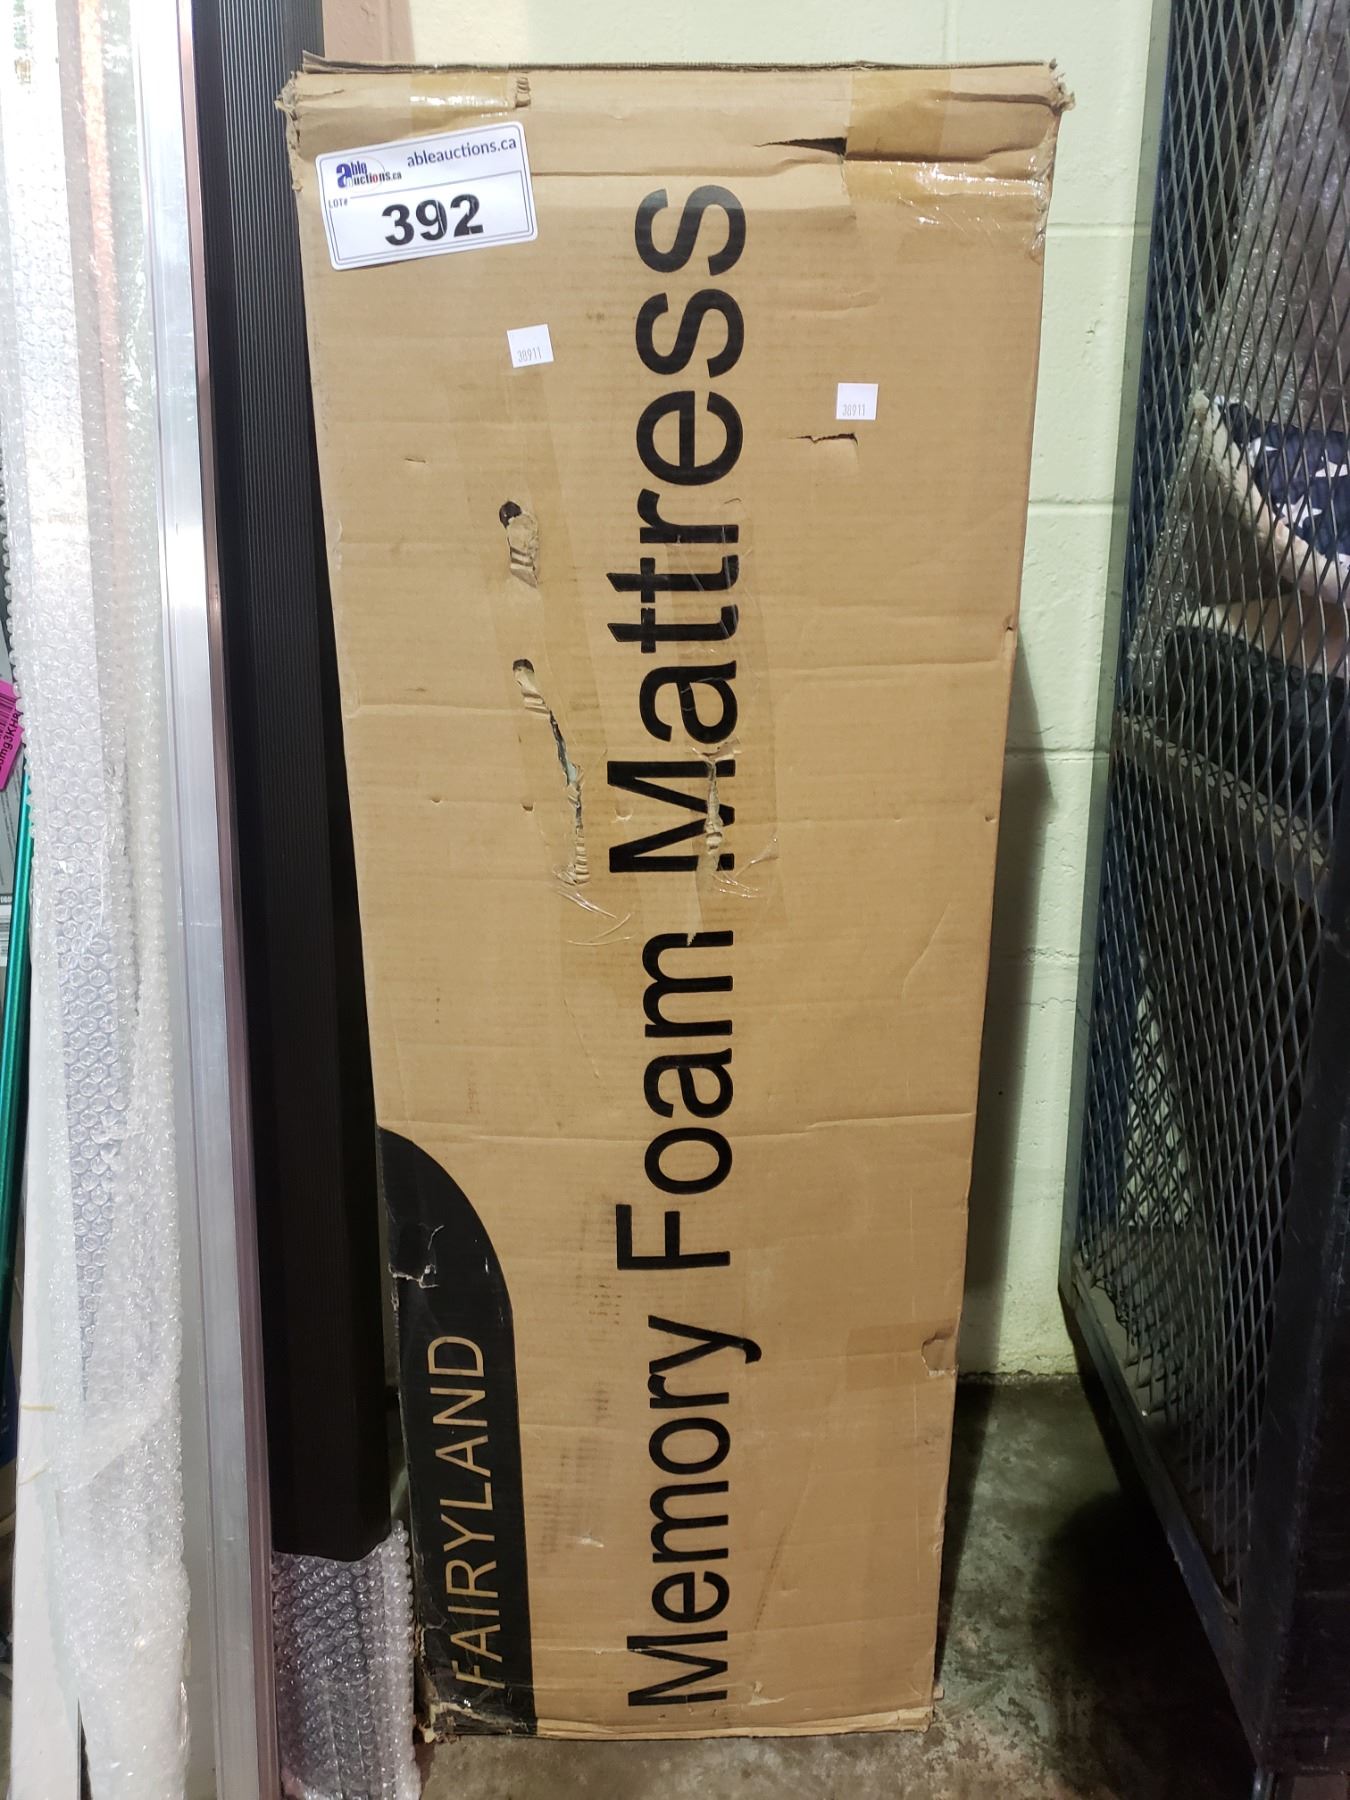 able auctions.ca
ableauctions.ca
LOT#
392
38911
38911
Memory Foam Mattress
FAIRYLAND